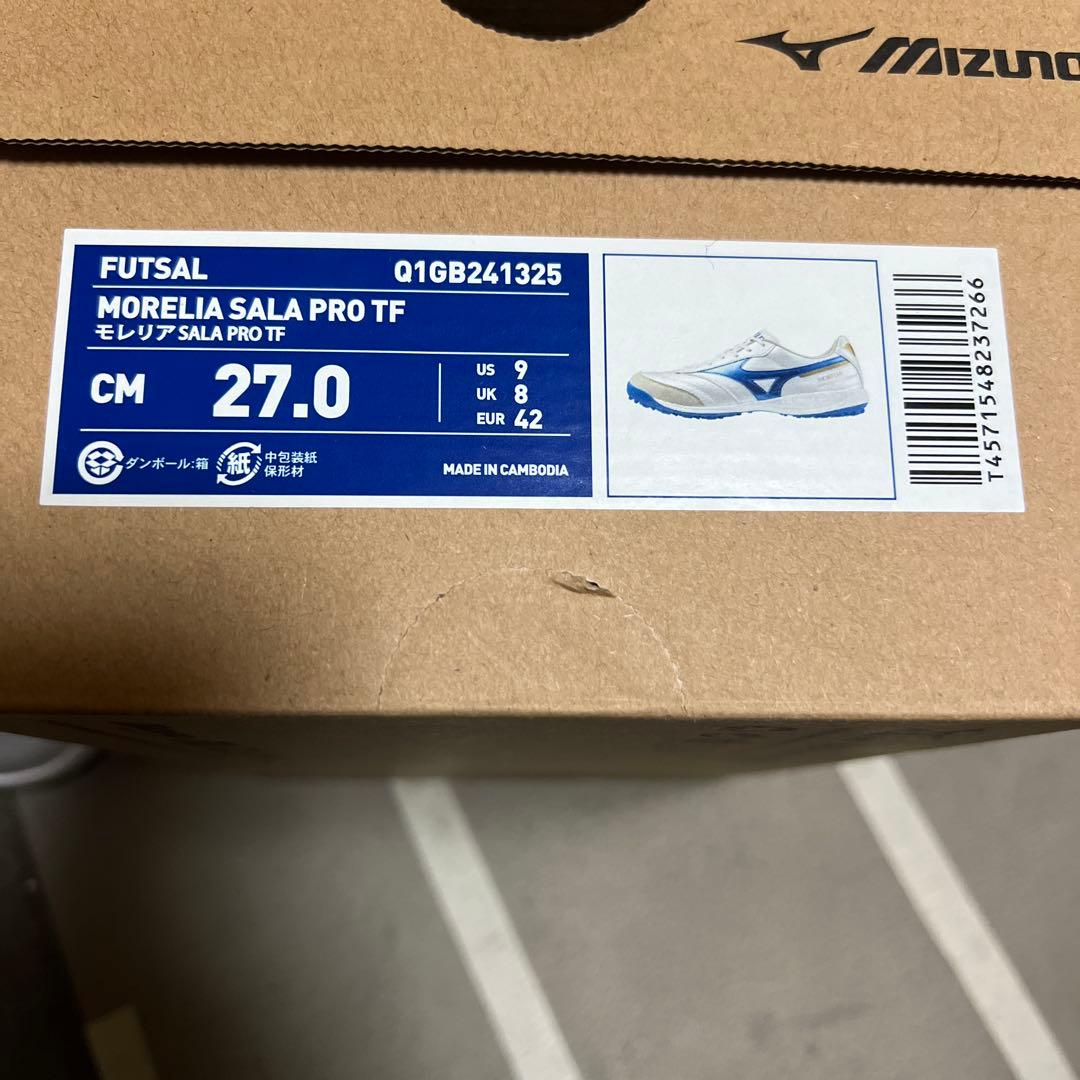 MIZUNO
FUTSAL Q1GB241325
MORELIA SALA PRO TF
モレリア SALA PRO TF
CM 27.0
US 9
UK 8
EUR 42
ダンボール:箱
紙
中包装紙
保形材
MADE IN CAMBODIA
T4571548237266